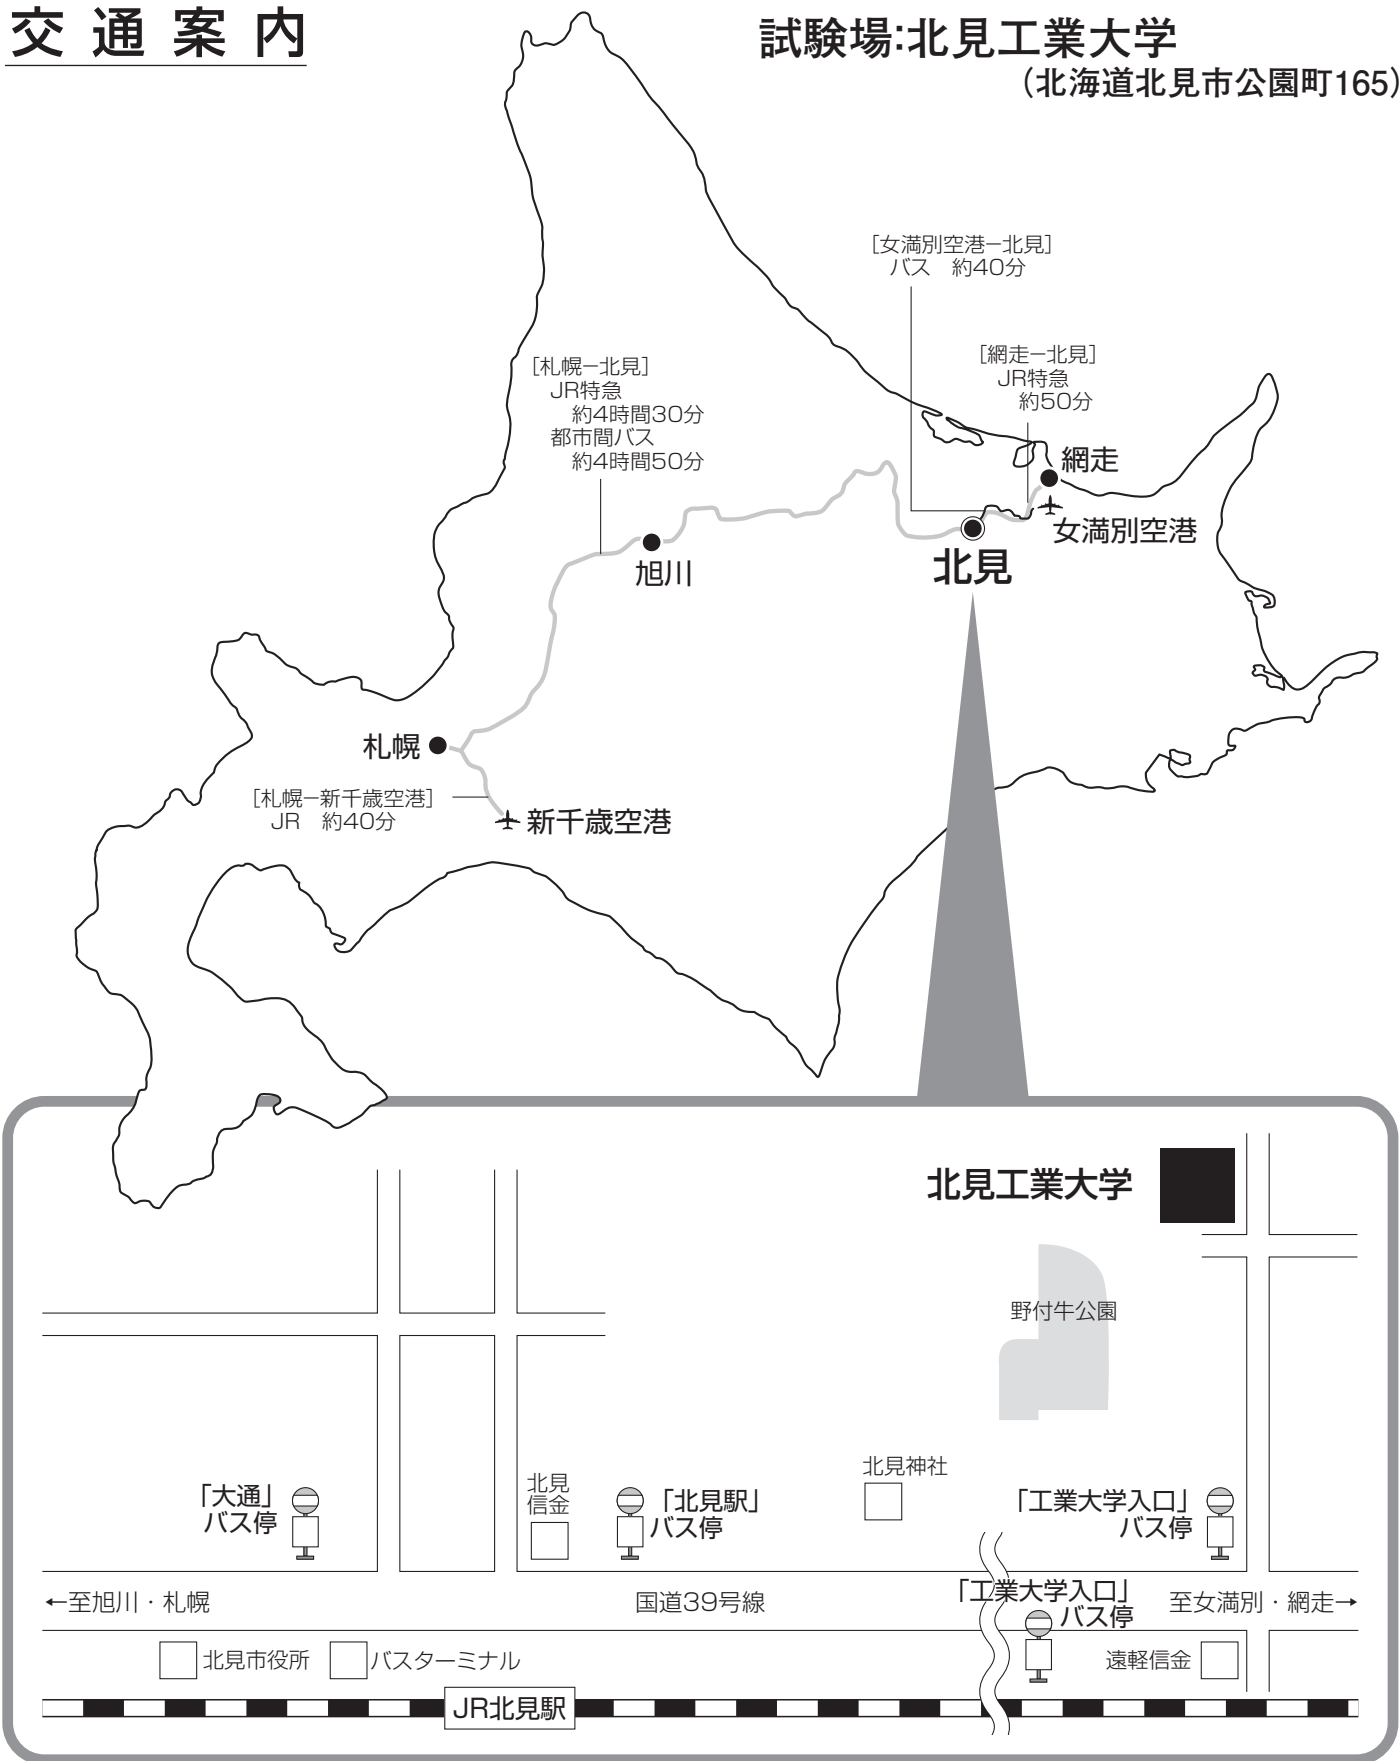 交通案内
試験場:北見工業大学
(北海道北見市公園町165)
[女満別空港−北見]
バス 約40分
[札幌−北見]
JR特急
約4時間30分
都市間バス
約4時間50分
[網走−北見]
JR特急
約50分
網走
女満別空港
北見
旭川
札幌
[札幌−新千歳空港]
JR 約40分
新千歳空港
北見工業大学
野付牛公園
「大通」
バス停
北見
信金
「北見駅」
バス停
北見神社
「工業大学入口」
バス停
←至旭川・札幌
国道39号線
「工業大学入口」
バス停
至女満別・網走→
北見市役所
バスターミナル
遠軽信金
JR北見駅